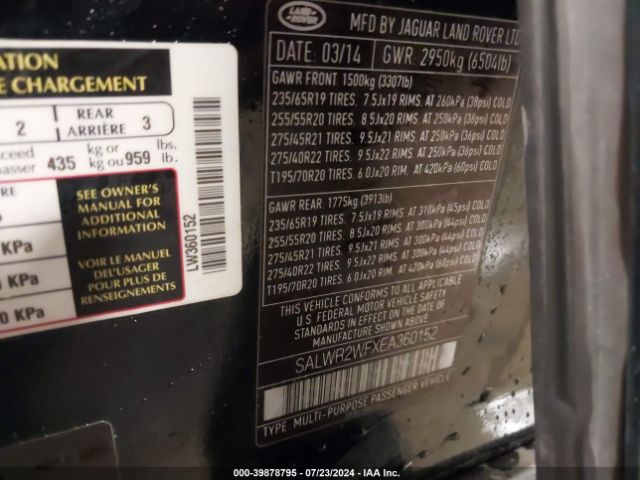 ATION
E CHARGEMENT
2 REAR ARRIÈRE 3
xceed
passer 435 kg or kg ou 959 lbs. lb.
RE
SEE OWNER'S
MANUAL FOR
ADDITIONAL
INFORMATION
VOIR LE MANUEL
DE L'USAGER
POUR PLUS DE
RENSEIGNEMENTS
KPa
0 KPa
0 KPa
LW360152
LAND ROVER
MFD BY JAGUAR LAND ROVER LTD
DATE: 03/14 GWR: 2950kg (6504lb)
GAWR FRONT 1500kg (3307lb)
235/65R19 TIRES. 7.5Jx19 RIMS. AT 260kPa (38psi) COLD
255/55R20 TIRES. 8.5Jx20 RIMS. AT 250kPa (36psi) COLD
275/45R21 TIRES. 9.5Jx21 RIMS. AT 250kPa (36psi) COLD
275/40R22 TIRES. 9.5Jx22 RIMS. AT 250kPa (36psi) COLD
T195/70R20 TIRES. 6.0Jx20 RIM. AT 420kPa (60psi) COLD
GAWR REAR. 1775kg (3913lb)
235/65R19 TIRES. 7.5Jx19 RIMS. AT 310kPa (45psi) COLD
255/55R20 TIRES. 8.5Jx20 RIMS. AT 300kPa (44psi) COLD
275/45R21 TIRES. 9.5Jx21 RIMS. AT 300kPa (44psi) COLD
275/40R22 TIRES. 9.5Jx22 RIMS. AT 300kPa (44psi) COLD
T195/70R20 TIRES. 6.0Jx20 RIM. AT 420kPa (60psi) COLD
THIS VEHICLE CONFORMS TO ALL APPLICABLE
U S FEDERAL MOTOR VEHICLE SAFETY
STANDARDS IN EFFECT ON THE DATE OF
MANUFACTURE SHOWN ABOVE
SALWR2WFXEA360152
TYPE: MULTI-PURPOSE PASSENGER VEHICLE
000-39878795 - 07/23/2024 - IAA Inc.